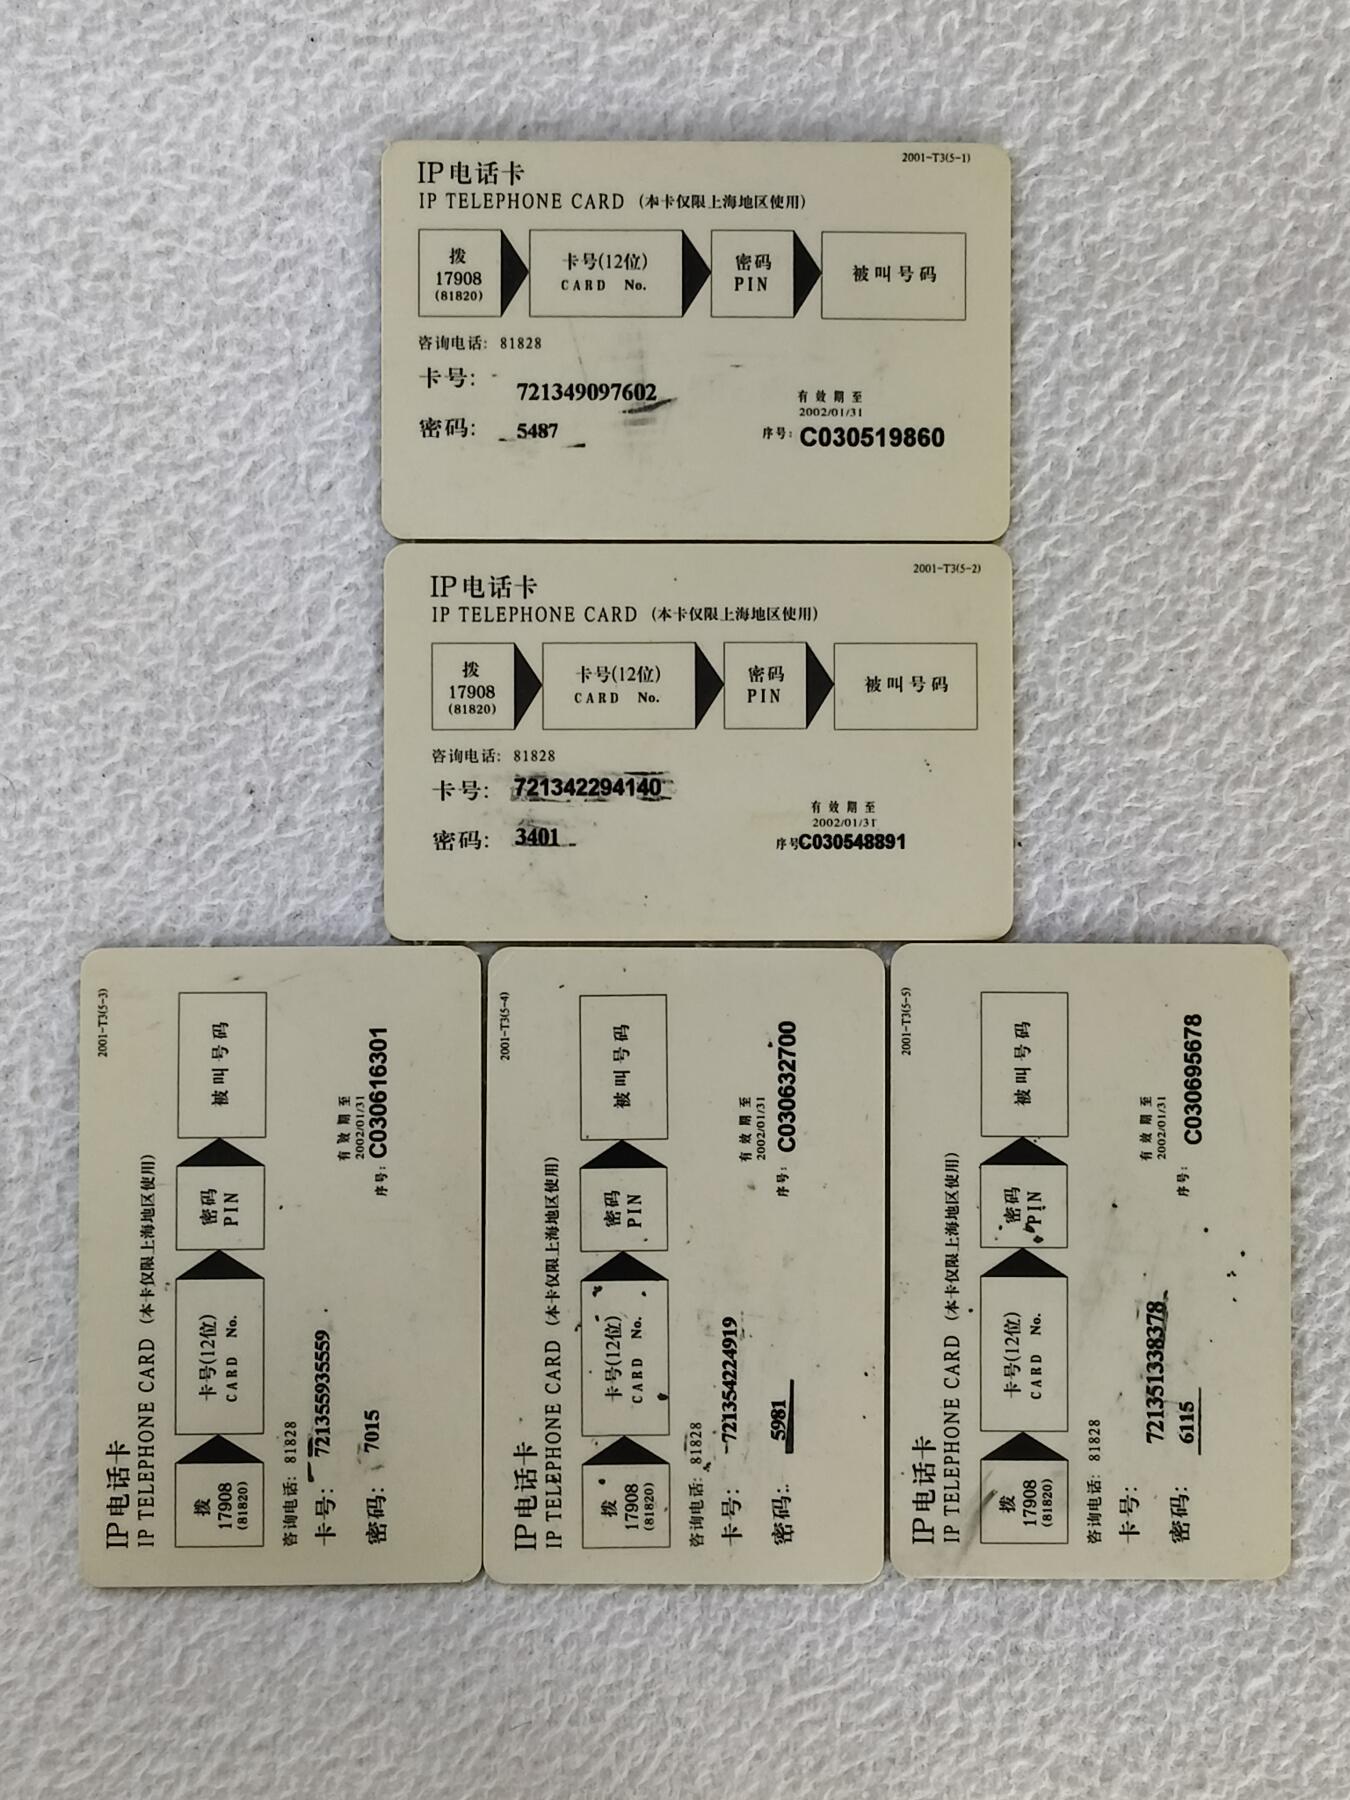 2001-T3(5-1)
IP电话卡
IP TELEPHONE CARD (本卡仅限上海地区使用)
拨
17908
(81820)
卡号(12位)
CARD No.
密码
PIN
被叫号码
咨询电话: 81828
卡号: 721349097602
密码: 5487
有效期至
2002/01/31
序号: C030519860
2001-T3(5-2)
IP电话卡
IP TELEPHONE CARD (本卡仅限上海地区使用)
拨
17908
(81820)
卡号(12位)
CARD No.
密码
PIN
被叫号码
咨询电话: 81828
卡号: 721342294140
密码: 3401
有效期至
2002/01/31
序号C030548891
2001-T3(5-3)
IP电话卡
IP TELEPHONE CARD (本卡仅限上海地区使用)
拨
17908
(81820)
卡号(12位)
CARD No.
密码
PIN
被叫号码
咨询电话: 81828
卡号: 721355935559
密码: 7015
有效期至
2002/01/31
序号: C030616301
2001-T3(5-4)
IP电话卡
IP TELEPHONE CARD (本卡仅限上海地区使用)
拨
17908
(81820)
卡号(12位)
CARD No.
密码
PIN
被叫号码
咨询电话: 81828
卡号: 721354224919
密码: 5981
有效期至
2002/01/31
序号: C030632700
2001-T3(5-5)
IP电话卡
IP TELEPHONE CARD (本卡仅限上海地区使用)
拨
17908
(81820)
卡号(12位)
CARD No.
密码
PIN
被叫号码
咨询电话: 81828
卡号: 721351338378
密码: 6115
有效期至
2002/01/31
序号: C030695678